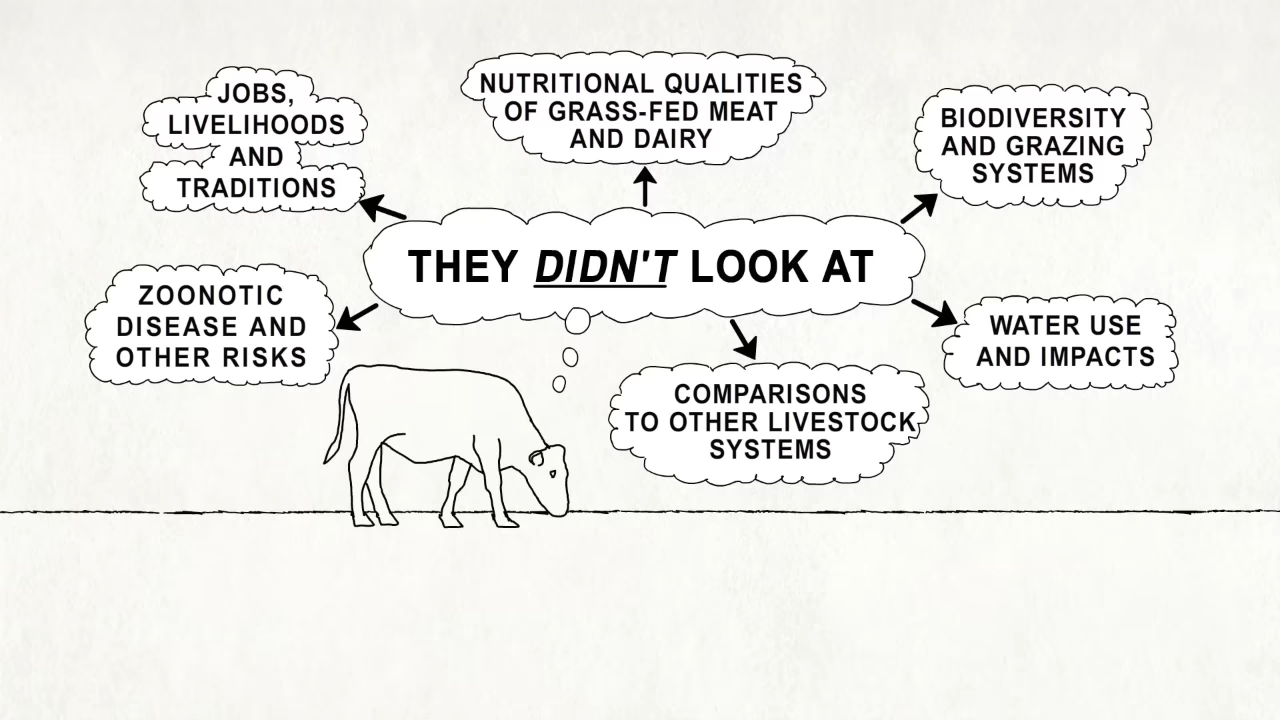 JOBS,
LIVELIHOODS
AND
TRADITIONS
NUTRITIONAL QUALITIES
OF GRASS-FED MEAT
AND DAIRY
BIODIVERSITY
AND GRAZING
SYSTEMS
THEY DIDN'T LOOK AT
ZOONOTIC
DISEASE AND
OTHER RISKS
COMPARISONS
TO OTHER LIVESTOCK
SYSTEMS
WATER USE
AND IMPACTS